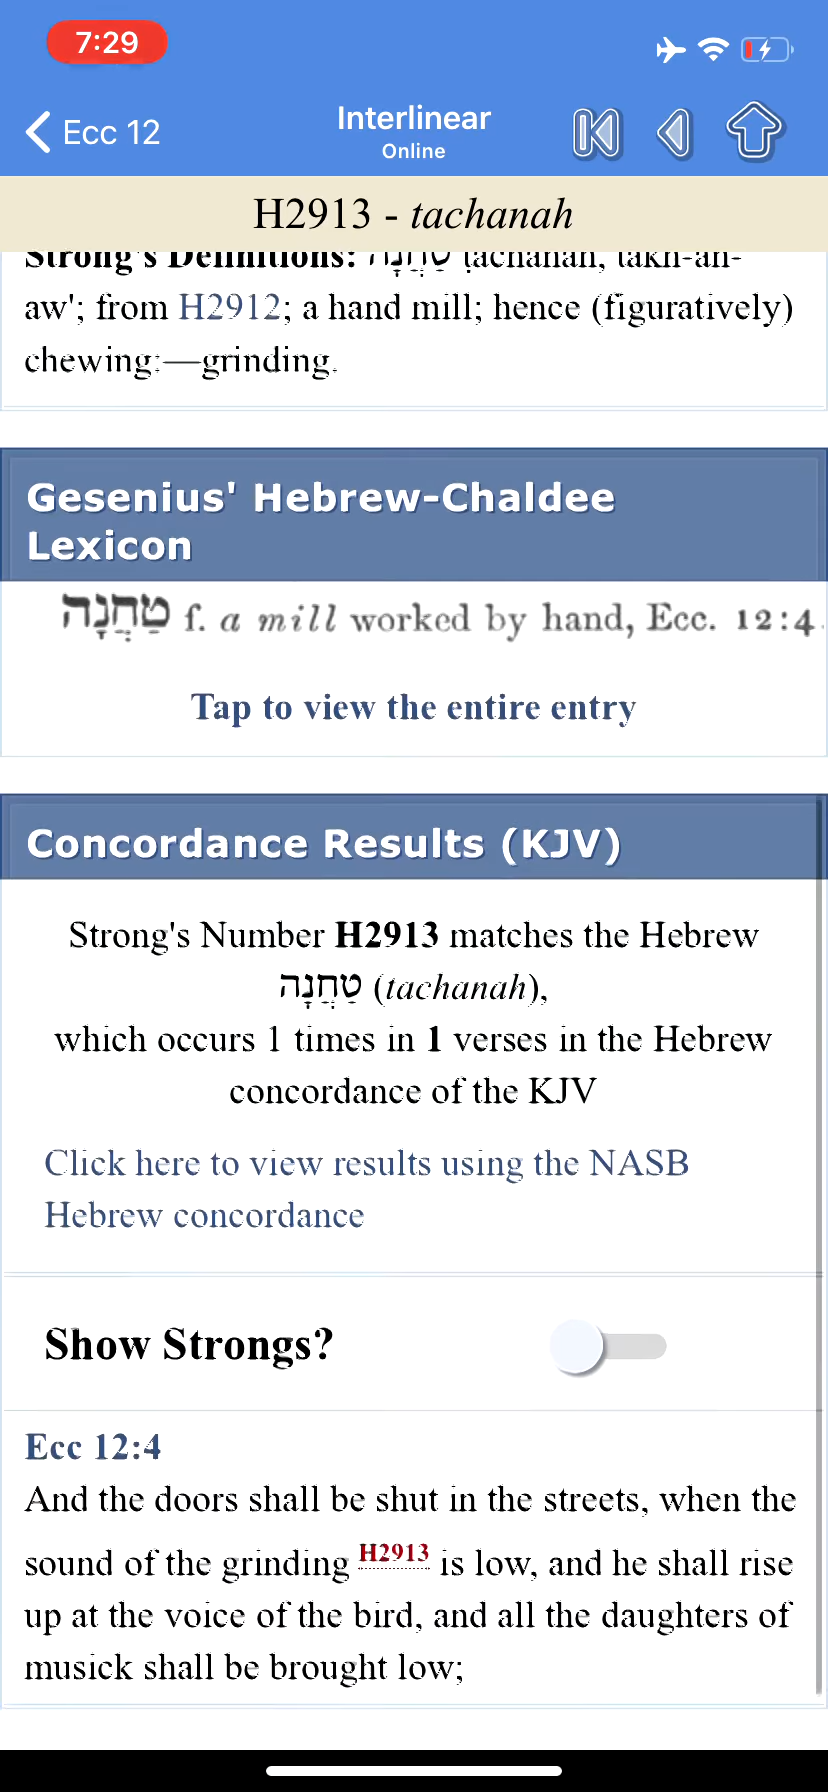 7:29
Ecc 12
Interlinear
Online
H2913 - tachanah
Strong's Definitions: טַחֲנָה ṭachănâh, takh-an-
aw'; from H2912; a hand mill; hence (figuratively)
chewing:—grinding.
Gesenius' Hebrew-Chaldee
Lexicon
טַחֲנָה f. a mill worked by hand, Ecc. 12:4.
Tap to view the entire entry
Concordance Results (KJV)
Strong's Number H2913 matches the Hebrew
טַחֲנָה (tachanah),
which occurs 1 times in 1 verses in the Hebrew
concordance of the KJV
Click here to view results using the NASB
Hebrew concordance
Show Strongs?
Ecc 12:4
And the doors shall be shut in the streets, when the
sound of the grinding H2913 is low, and he shall rise
up at the voice of the bird, and all the daughters of
musick shall be brought low;